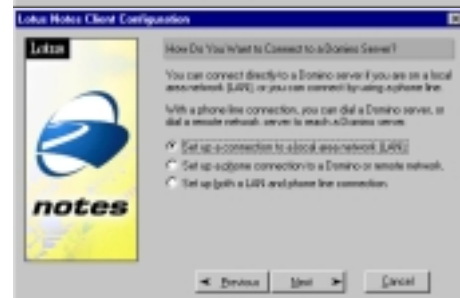 Lotus Notes Client Configuration
Lotus
How Do You Want to Connect to a Domino Server?
You can connect directly to a Domino server if you are on a local
area network (LAN), or you can connect by using a phone line.
With a phone line connection, you can dial a Domino server, or
dial a remote network server to reach a Domino server.
Set up a connection to a local area network (LAN).
Set up a phone connection to a Domino or remote network.
Set up both a LAN and phone line connection.
notes
Previous
Next
Cancel